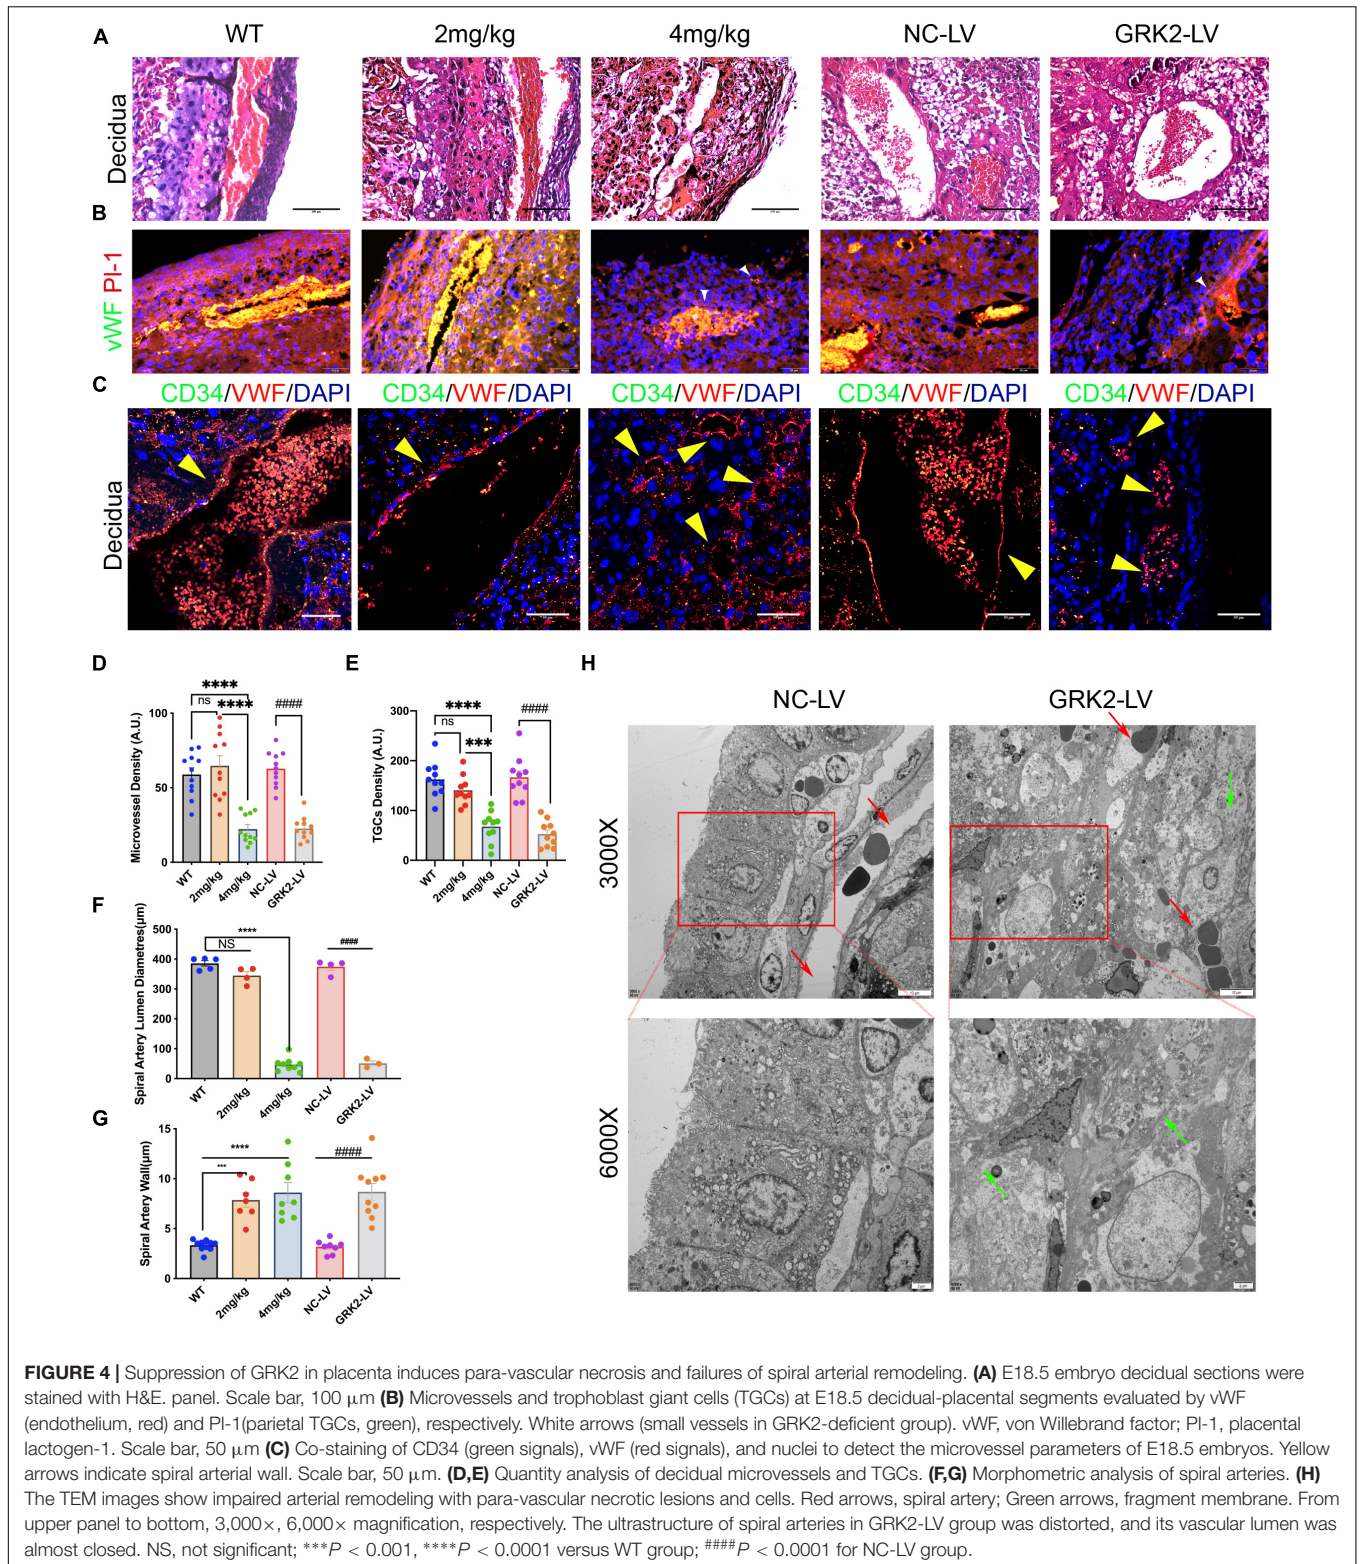 A
WT
2mg/kg
4mg/kg
NC-LV
GRK2-LV
Decidua
B
vWF PI-1
C
CD34/VWF/DAPI
CD34/VWF/DAPI
CD34/VWF/DAPI
CD34/VWF/DAPI
CD34/VWF/DAPI
Decidua
D
Microvessel Density (A.U.)
100
50
0
****
ns
****
####
WT
2mg/kg
4mg/kg
NC-LV
GRK2-LV
E
TGCs Density (A.U.)
300
200
100
0
****
ns
***
####
WT
2mg/kg
4mg/kg
NC-LV
GRK2-LV
F
Spiral Artery Lumen Diametres(μm)
500
400
300
200
100
0
****
NS
####
WT
2mg/kg
4mg/kg
NC-LV
GRK2-LV
G
Spiral Artery Wall(μm)
15
10
5
0
****
***
####
WT
2mg/kg
4mg/kg
NC-LV
GRK2-LV
H
NC-LV
GRK2-LV
3000X
6000X
FIGURE 4 | Suppression of GRK2 in placenta induces para-vascular necrosis and failures of spiral arterial remodeling. (A) E18.5 embryo decidual sections were
stained with H&E. panel. Scale bar, 100 μm (B) Microvessels and trophoblast giant cells (TGCs) at E18.5 decidual-placental segments evaluated by vWF
(endothelium, red) and PI-1(parietal TGCs, green), respectively. White arrows (small vessels in GRK2-deficient group). vWF, von Willebrand factor; PI-1, placental
lactogen-1. Scale bar, 50 μm (C) Co-staining of CD34 (green signals), vWF (red signals), and nuclei to detect the microvessel parameters of E18.5 embryos. Yellow
arrows indicate spiral arterial wall. Scale bar, 50 μm. (D,E) Quantity analysis of decidual microvessels and TGCs. (F,G) Morphometric analysis of spiral arteries. (H)
The TEM images show impaired arterial remodeling with para-vascular necrotic lesions and cells. Red arrows, spiral artery; Green arrows, fragment membrane. From
upper panel to bottom, 3,000×, 6,000× magnification, respectively. The ultrastructure of spiral arteries in GRK2-LV group was distorted, and its vascular lumen was
almost closed. NS, not significant; ***P < 0.001, ****P < 0.0001 versus WT group; ####P < 0.0001 for NC-LV group.